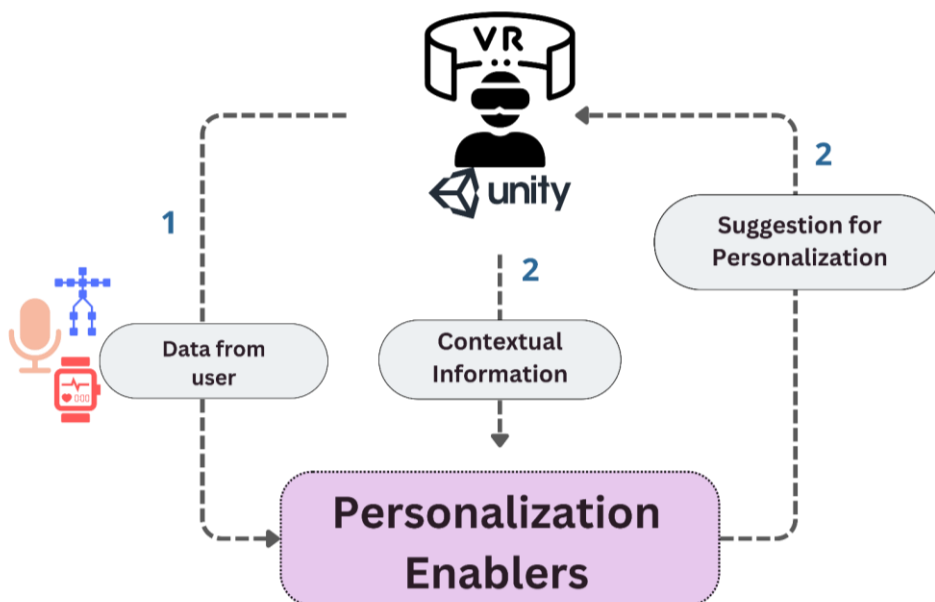 VR
unity
1
2
2
Suggestion for
Personalization
Data from
user
Contextual
Information
Personalization
Enablers